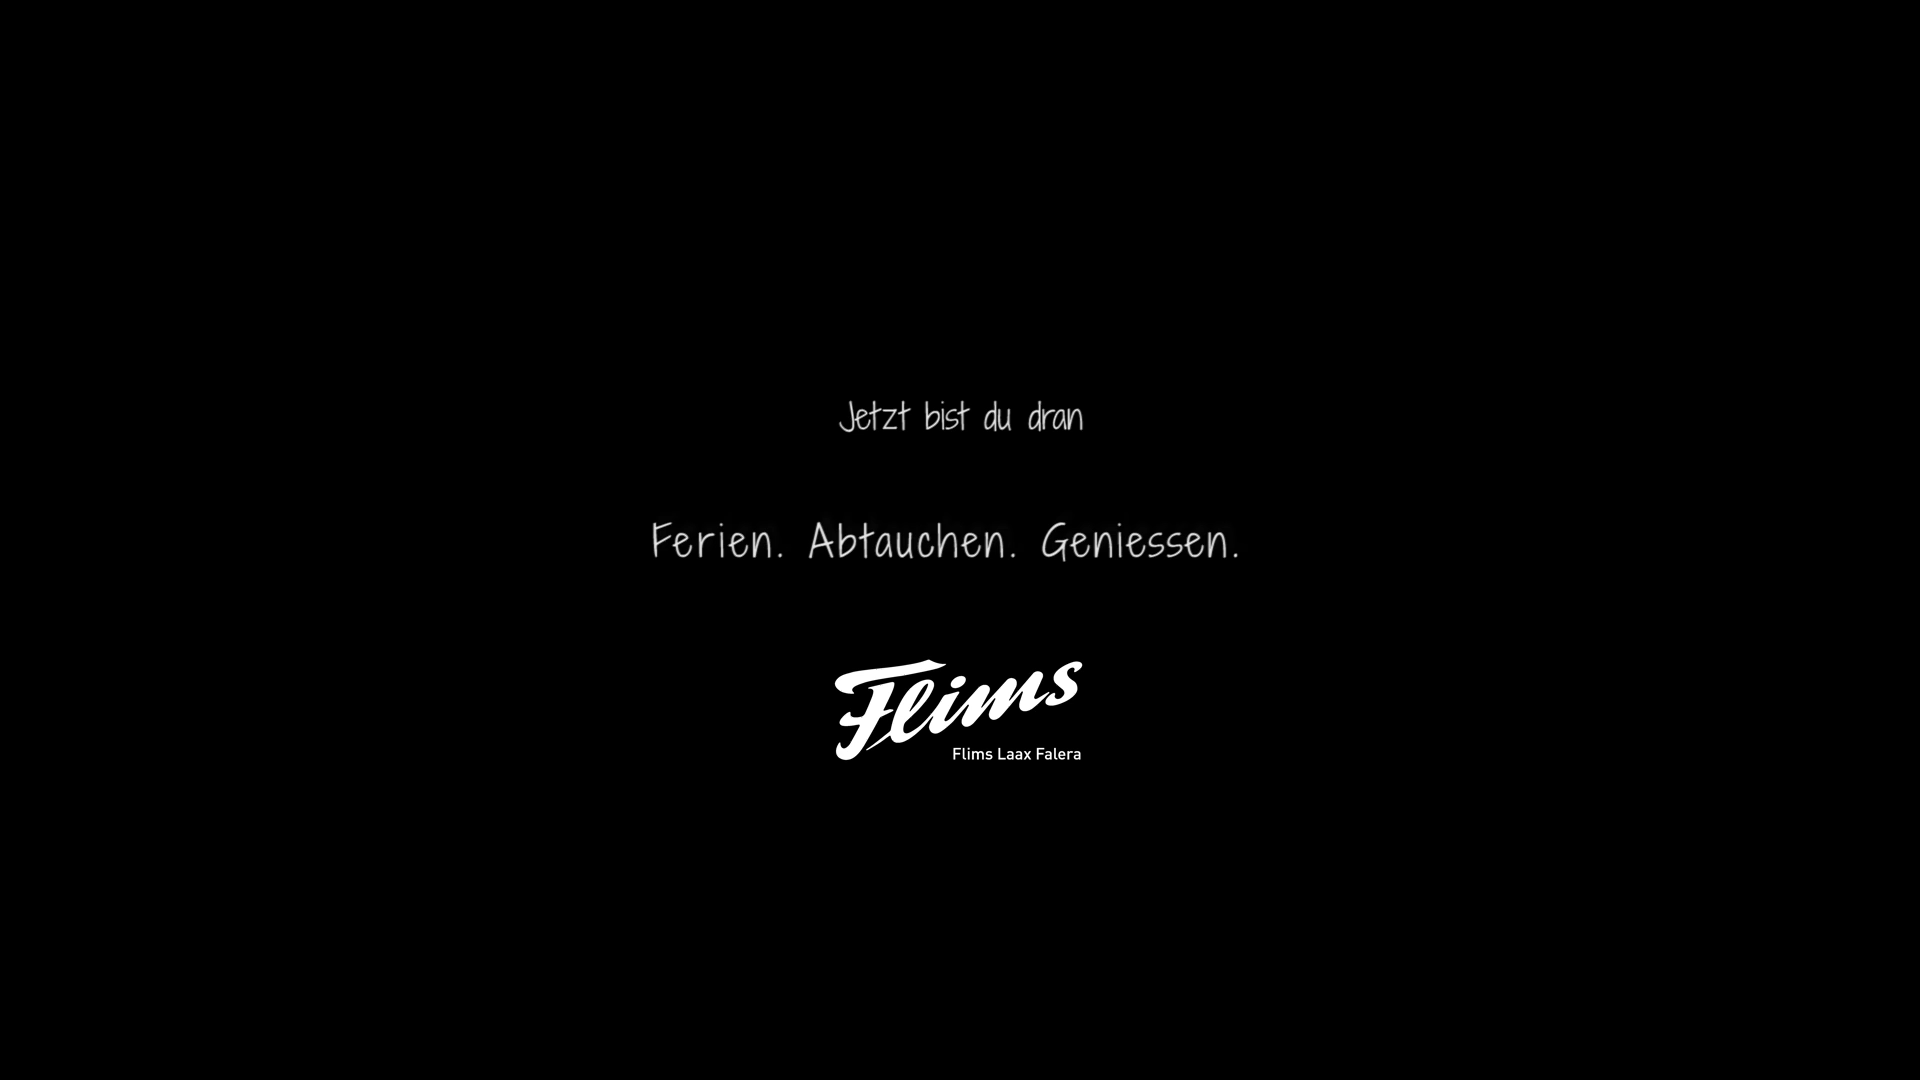 Jetzt bist du dran
Ferien. Abtauchen. Geniessen.
Flims
Flims Laax Falera